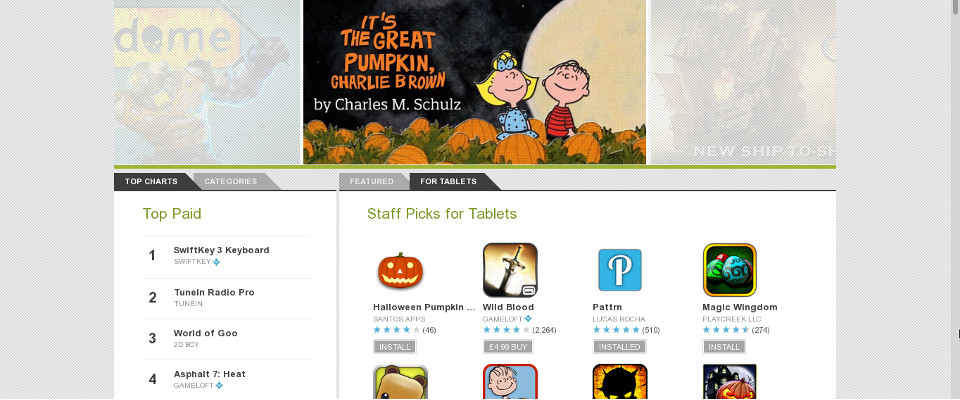 dome
IT'S
THE GREAT
PUMPKIN,
CHARLIE BROWN
by Charles M. Schulz
NEW SHIP-TO-SH
TOP CHARTS
CATEGORIES
FEATURED
FOR TABLETS
Top Paid
1
SwiftKey 3 Keyboard
SWIFTKEY
2
TuneIn Radio Pro
TUNEIN
3
World of Goo
2D BOY
4
Asphalt 7: Heat
GAMELOFT
Staff Picks for Tablets
Halloween Pumpkin ...
SANTOS APPS
(46)
INSTALL
Wild Blood
GAMELOFT
(2,264)
£4.99 BUY
P
Pattrn
LUCAS ROCHA
(510)
INSTALLED
Magic Wingdom
PLAYCREEK LLC
(274)
INSTALL